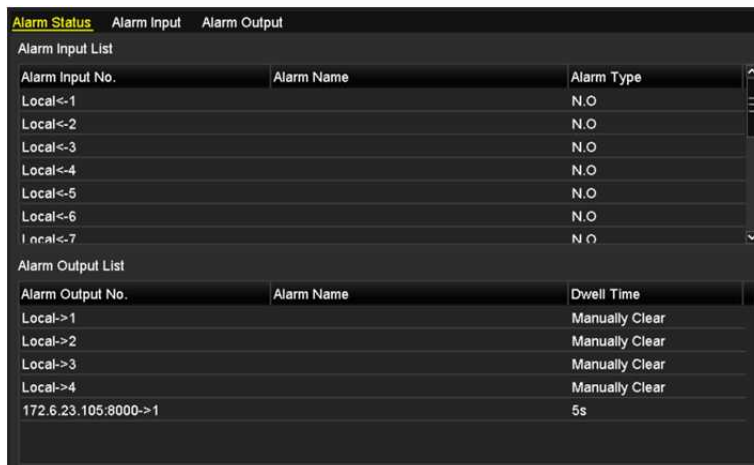 Alarm Status Alarm Input Alarm Output
Alarm Input List
Alarm Input No. Alarm Name Alarm Type
Local<-1 N.O
Local<-2 N.O
Local<-3 N.O
Local<-4 N.O
Local<-5 N.O
Local<-6 N.O
Local<-7 N.O
Alarm Output List
Alarm Output No. Alarm Name Dwell Time
Local->1 Manually Clear
Local->2 Manually Clear
Local->3 Manually Clear
Local->4 Manually Clear
172.6.23.105:8000->1 5s